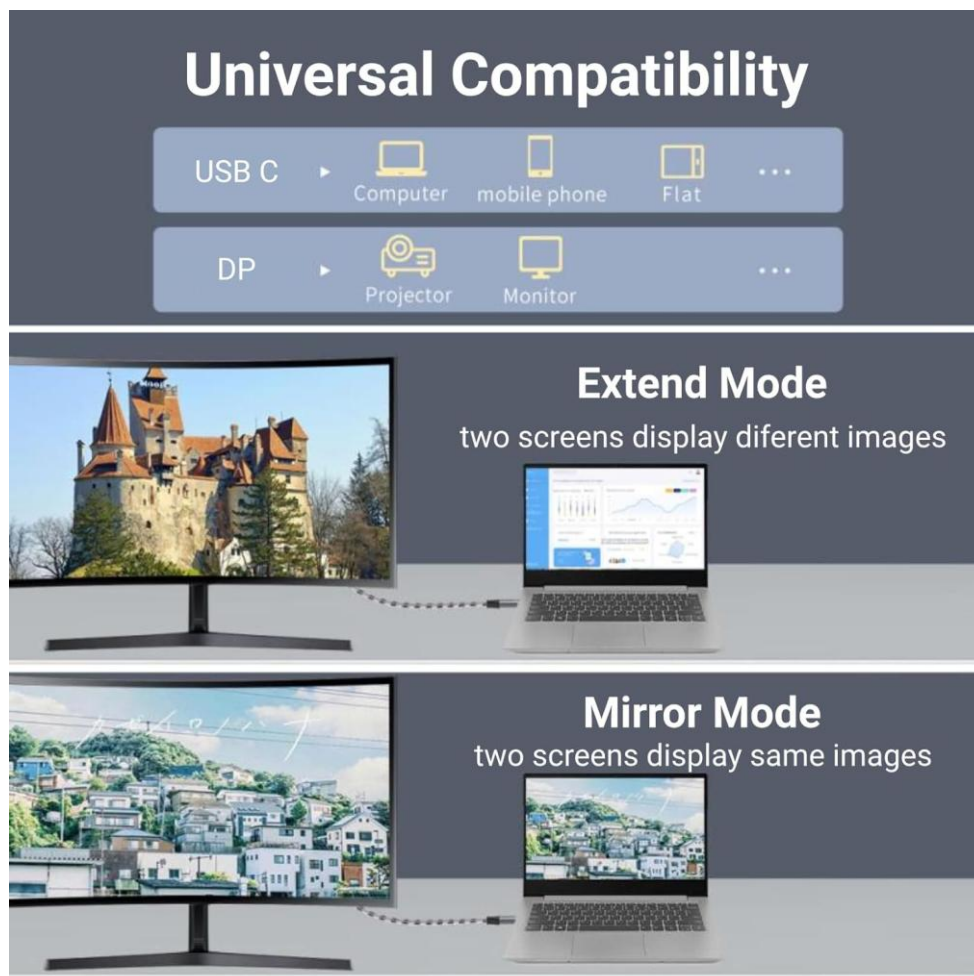 Universal Compatibility
USB C
Computer
mobile phone
Flat
DP
Projector
Monitor
Extend Mode
two screens display diferent images
Mirror Mode
two screens display same images